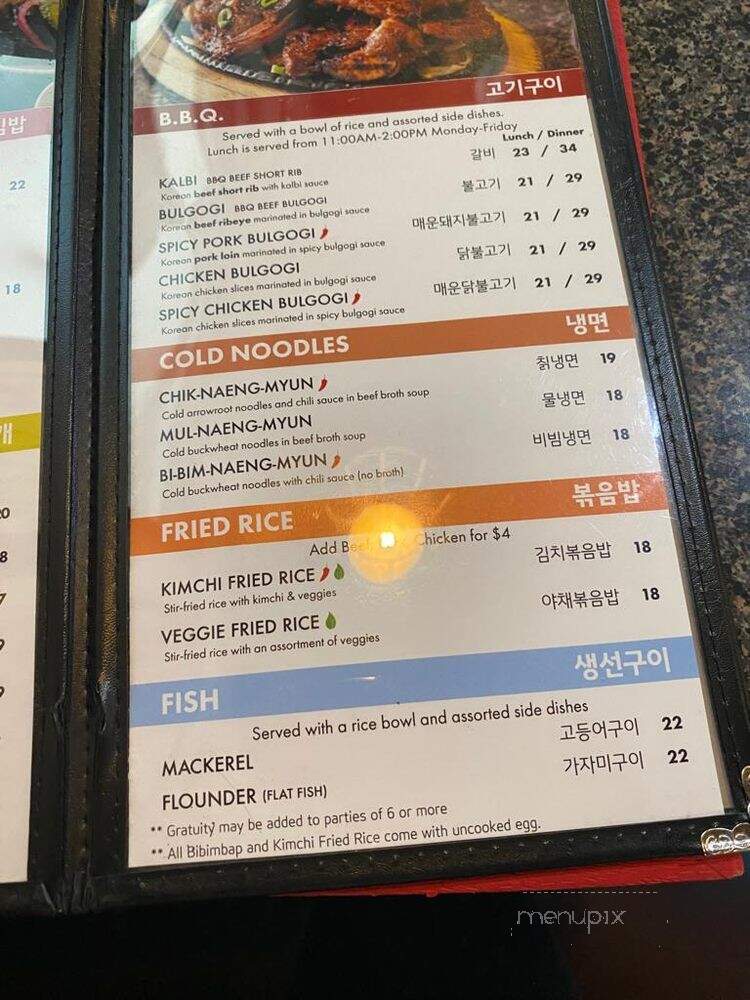 밥
22
18
개
20
8
7
9
9
B.B.Q. 고기구이
Served with a bowl of rice and assorted side dishes.
Lunch is served from 11:00AM-2:00PM Monday-Friday
Lunch / Dinner
KALBI BBQ BEEF SHORT RIB 갈비 23 / 34
Korean beef short rib with kalbi sauce
BULGOGI BBQ BEEF BULGOGI 불고기 21 / 29
Korean beef ribeye marinated in bulgogi sauce
SPICY PORK BULGOGI 매운돼지불고기 21 / 29
Korean pork loin marinated in spicy bulgogi sauce
CHICKEN BULGOGI 닭불고기 21 / 29
Korean chicken slices marinated in bulgogi sauce
SPICY CHICKEN BULGOGI 매운닭불고기 21 / 29
Korean chicken slices marinated in spicy bulgogi sauce
COLD NOODLES 냉면
CHIK-NAENG-MYUN 칡냉면 19
Cold arrowroot noodles and chili sauce in beef broth soup
MUL-NAENG-MYUN 물냉면 18
Cold buckwheat noodles in beef broth soup
BI-BIM-NAENG-MYUN 비빔냉면 18
Cold buckwheat noodles with chili sauce (no broth)
FRIED RICE 볶음밥
Add Chicken for $4
KIMCHI FRIED RICE 김치볶음밥 18
Stir-fried rice with kimchi & veggies
VEGGIE FRIED RICE 야채볶음밥 18
Stir-fried rice with an assortment of veggies
FISH 생선구이
Served with a rice bowl and assorted side dishes
MACKEREL 고등어구이 22
FLOUNDER (FLAT FISH) 가자미구이 22
** Gratuity may be added to parties of 6 or more
** All Bibimbap and Kimchi Fried Rice come with uncooked egg.
menupix